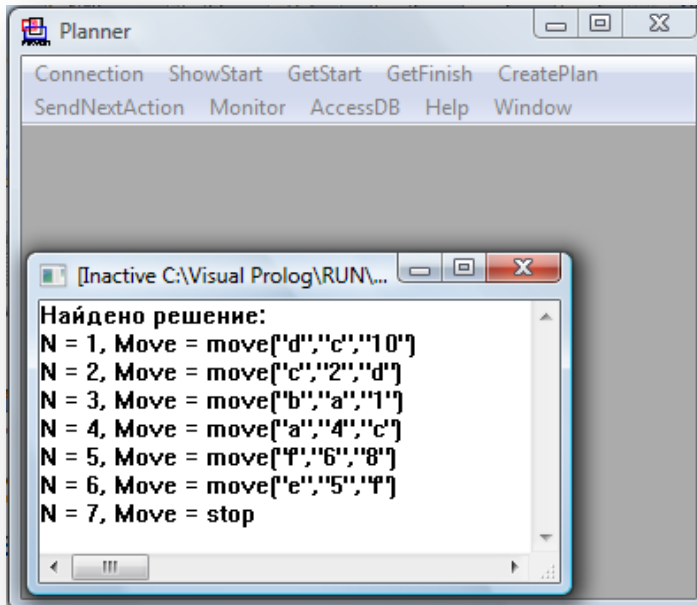 Planner
Connection ShowStart GetStart GetFinish CreatePlan
SendNextAction Monitor AccessDB Help Window
[Inactive C:\Visual Prolog\RUN\...
Найдено решение:
N = 1, Move = move("d","c","10")
N = 2, Move = move("c","2","d")
N = 3, Move = move("b","a","1")
N = 4, Move = move("a","4","c")
N = 5, Move = move("f","6","8")
N = 6, Move = move("e","5","f")
N = 7, Move = stop